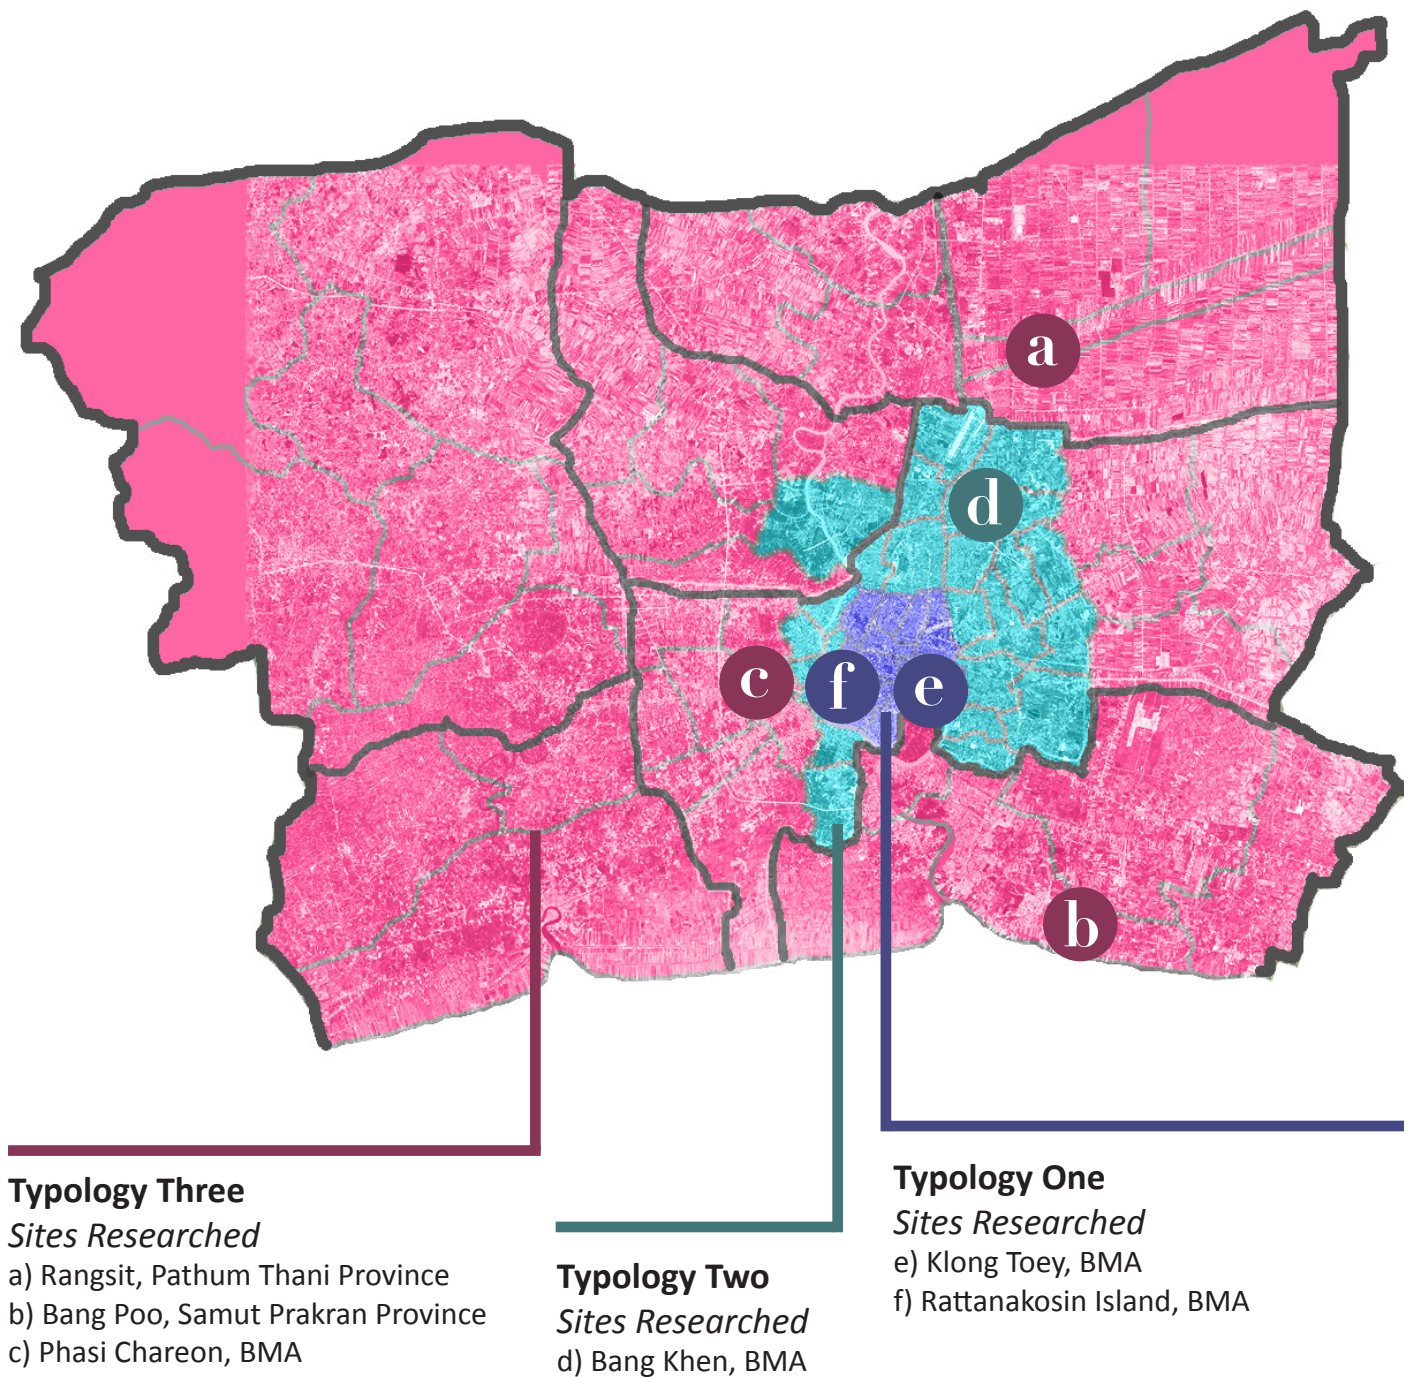 a
d
c
f
e
b
Typology Three
Sites Researched
a) Rangsit, Pathum Thani Province
b) Bang Poo, Samut Prakran Province
c) Phasi Chareon, BMA
Typology Two
Sites Researched
d) Bang Khen, BMA
Typology One
Sites Researched
e) Klong Toey, BMA
f) Rattanakosin Island, BMA